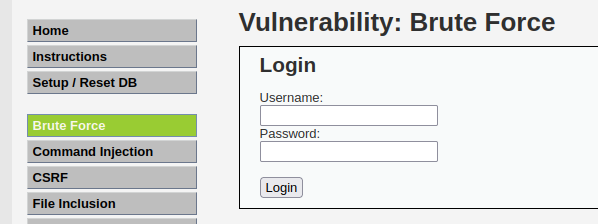 Home
Instructions
Setup / Reset DB
Brute Force
Command Injection
CSRF
File Inclusion
Vulnerability: Brute Force
Login
Username:
Password:
Login